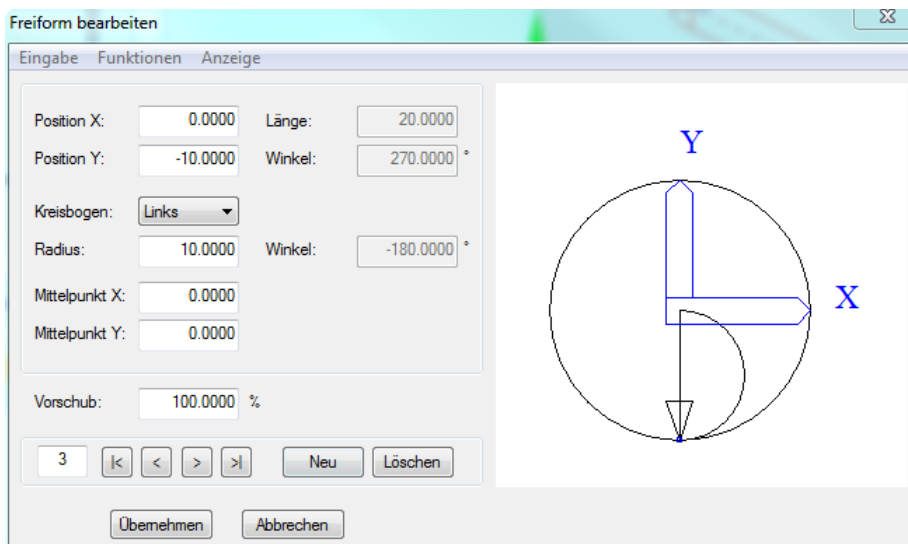 Freiform bearbeiten
Eingabe Funktionen Anzeige
Position X: 0.0000 Länge: 20.0000
Position Y: -10.0000 Winkel: 270.0000 °
Kreisbogen: Links
Radius: 10.0000 Winkel: -180.0000 °
Mittelpunkt X: 0.0000
Mittelpunkt Y: 0.0000
Vorschub: 100.0000 %
3 |< < > >| Neu Löschen
Übernehmen Abbrechen
Y
X